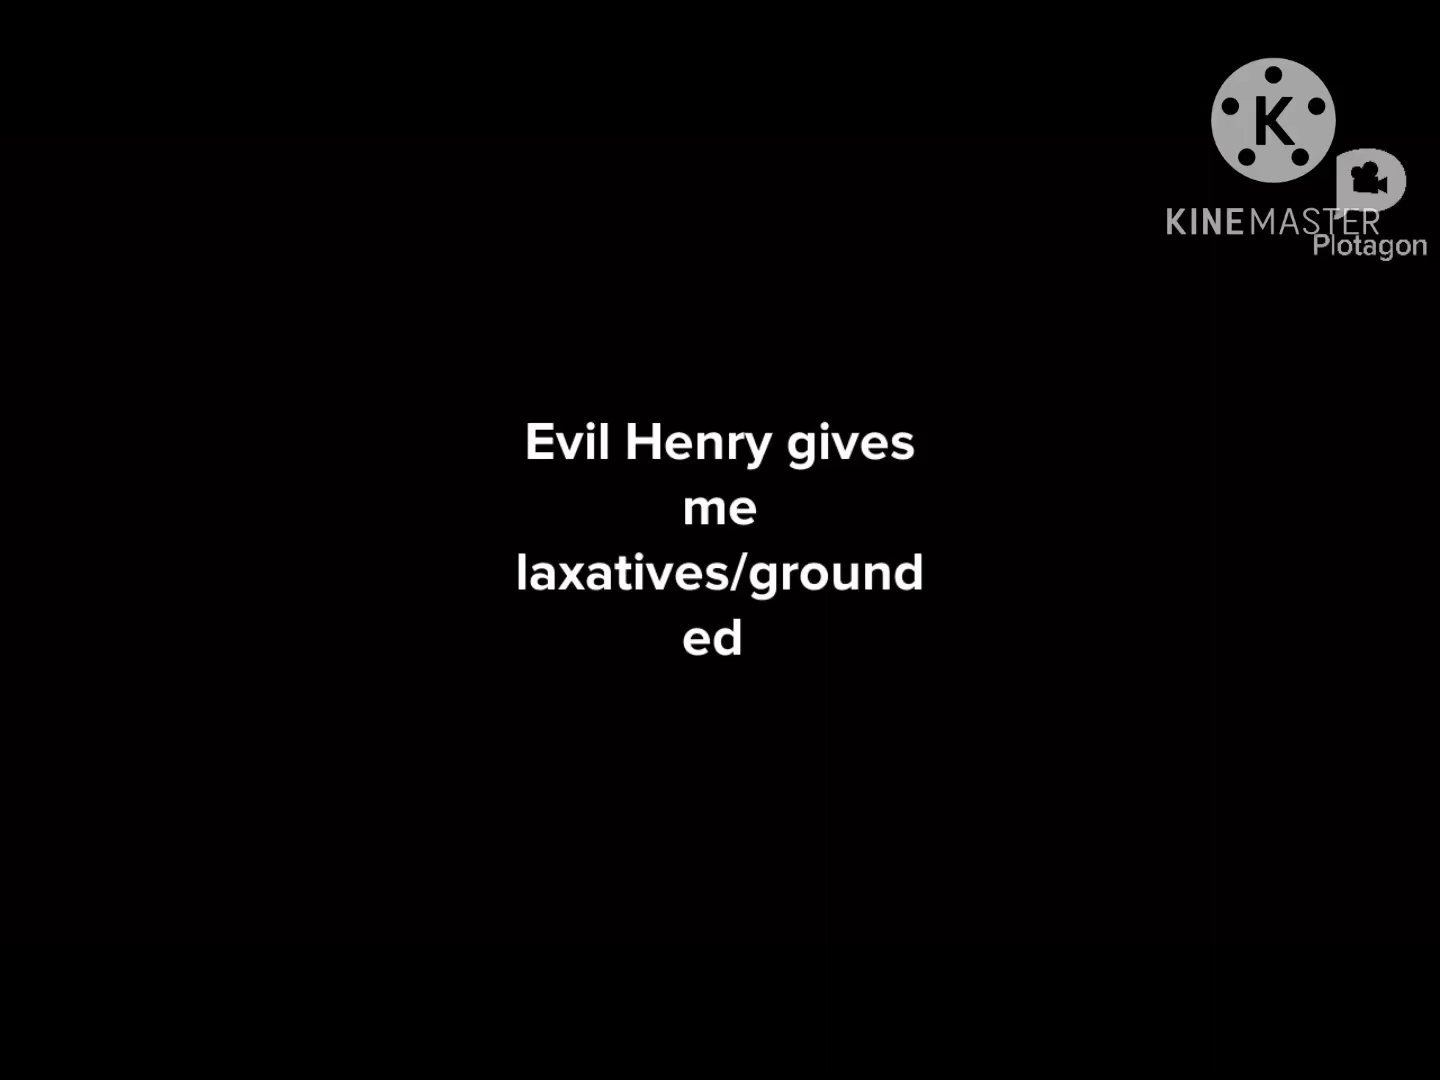 K
KINEMASTER
Plotagon
Evil Henry gives
me
laxatives/ground
ed